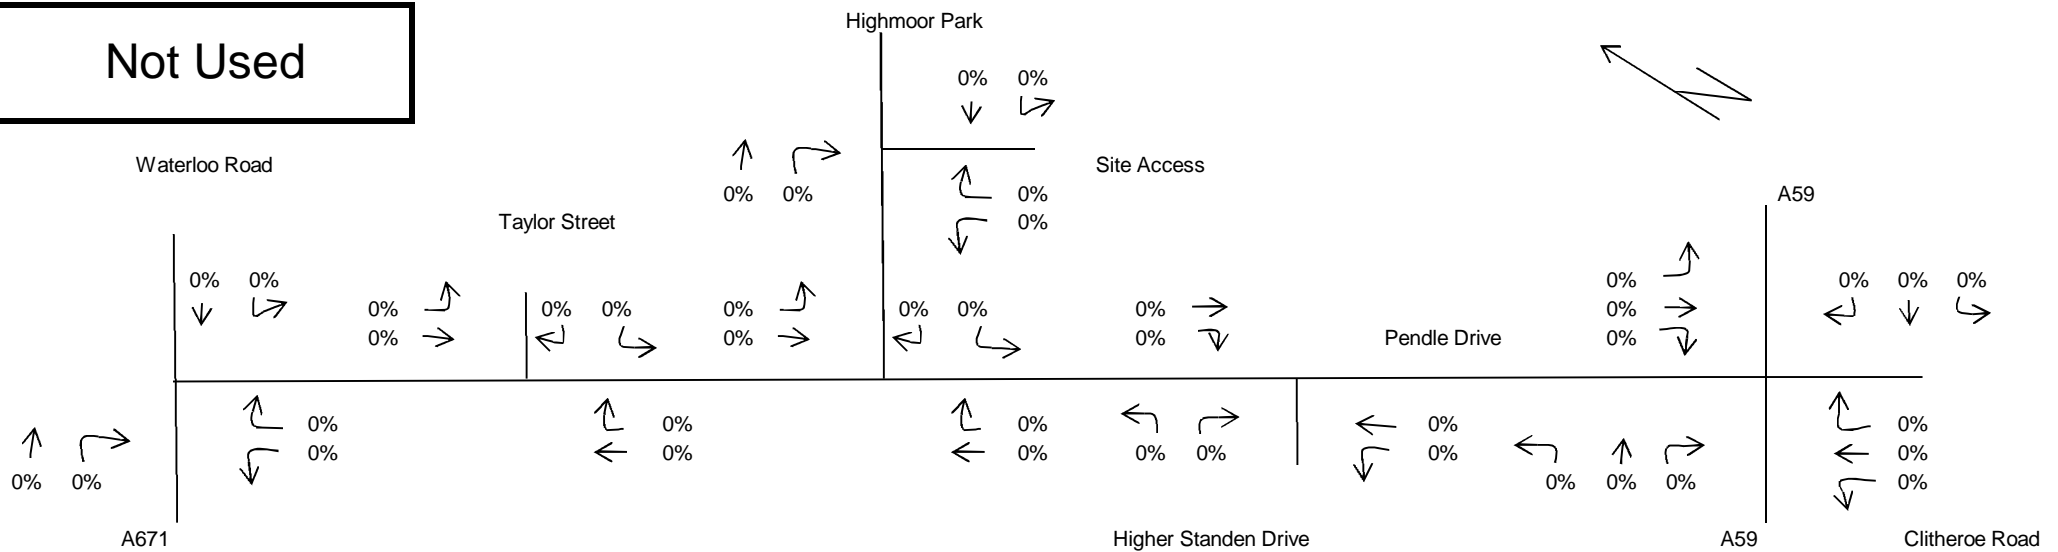 Highmoor Park
Not Used
0% 0%
Waterloo Road
Site Access
0% 0% 0%
A59
0%
Taylor Street
0% 0% 0% 0% 0% 0%
0% 0% 0% 0% 0% 0% 0%
0% 0% Pendle Drive 0%
0% 0% 0% 0% 0%
0% 0% 0% 0% 0% 0% 0%
0% 0% 0% 0% 0% 0%
A671 Higher Standen Drive A59 Clitheroe Road